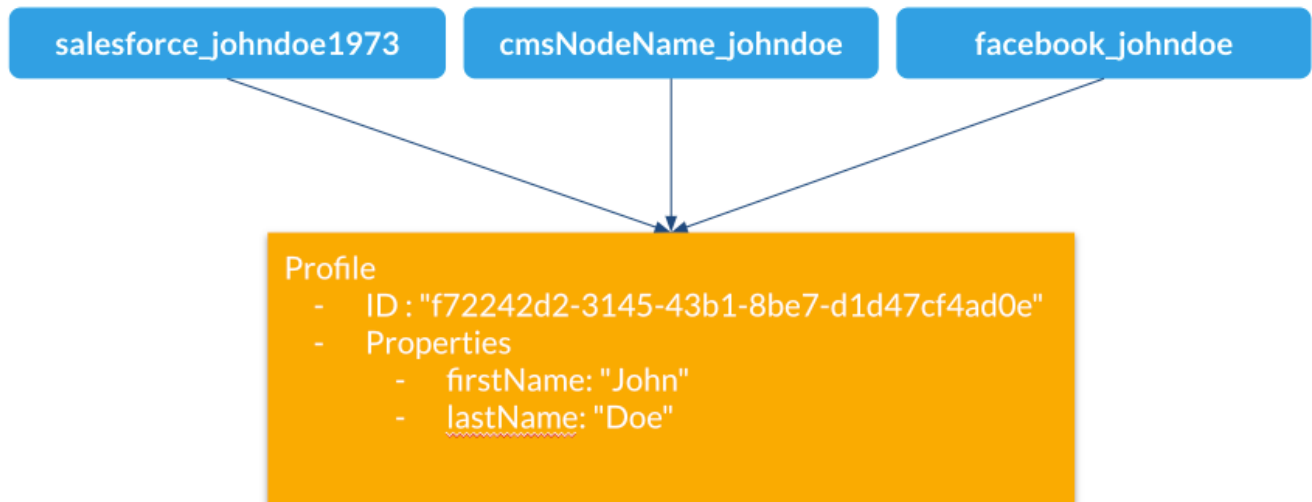 salesforce_johndoe1973
cmsNodeName_johndoe
facebook_johndoe
Profile
- ID : "f72242d2-3145-43b1-8be7-d1d47cf4ad0e"
- Properties
- firstName: "John"
- lastName: "Doe"